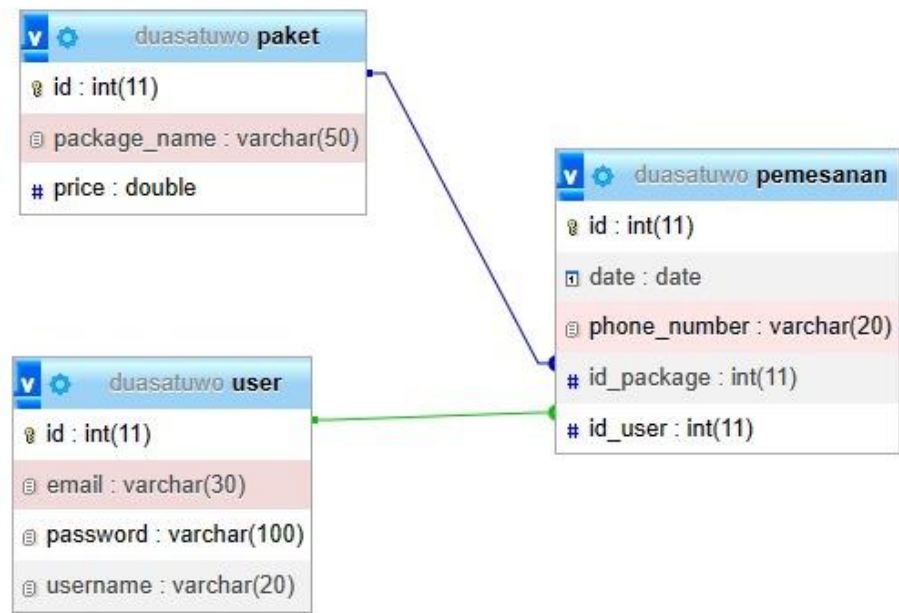 v duasatuwo paket
id : int(11)
package_name : varchar(50)
# price : double
v duasatuwo pemesanan
id : int(11)
date : date
phone_number : varchar(20)
# id_package : int(11)
# id_user : int(11)
v duasatuwo user
id : int(11)
email : varchar(30)
password : varchar(100)
username : varchar(20)